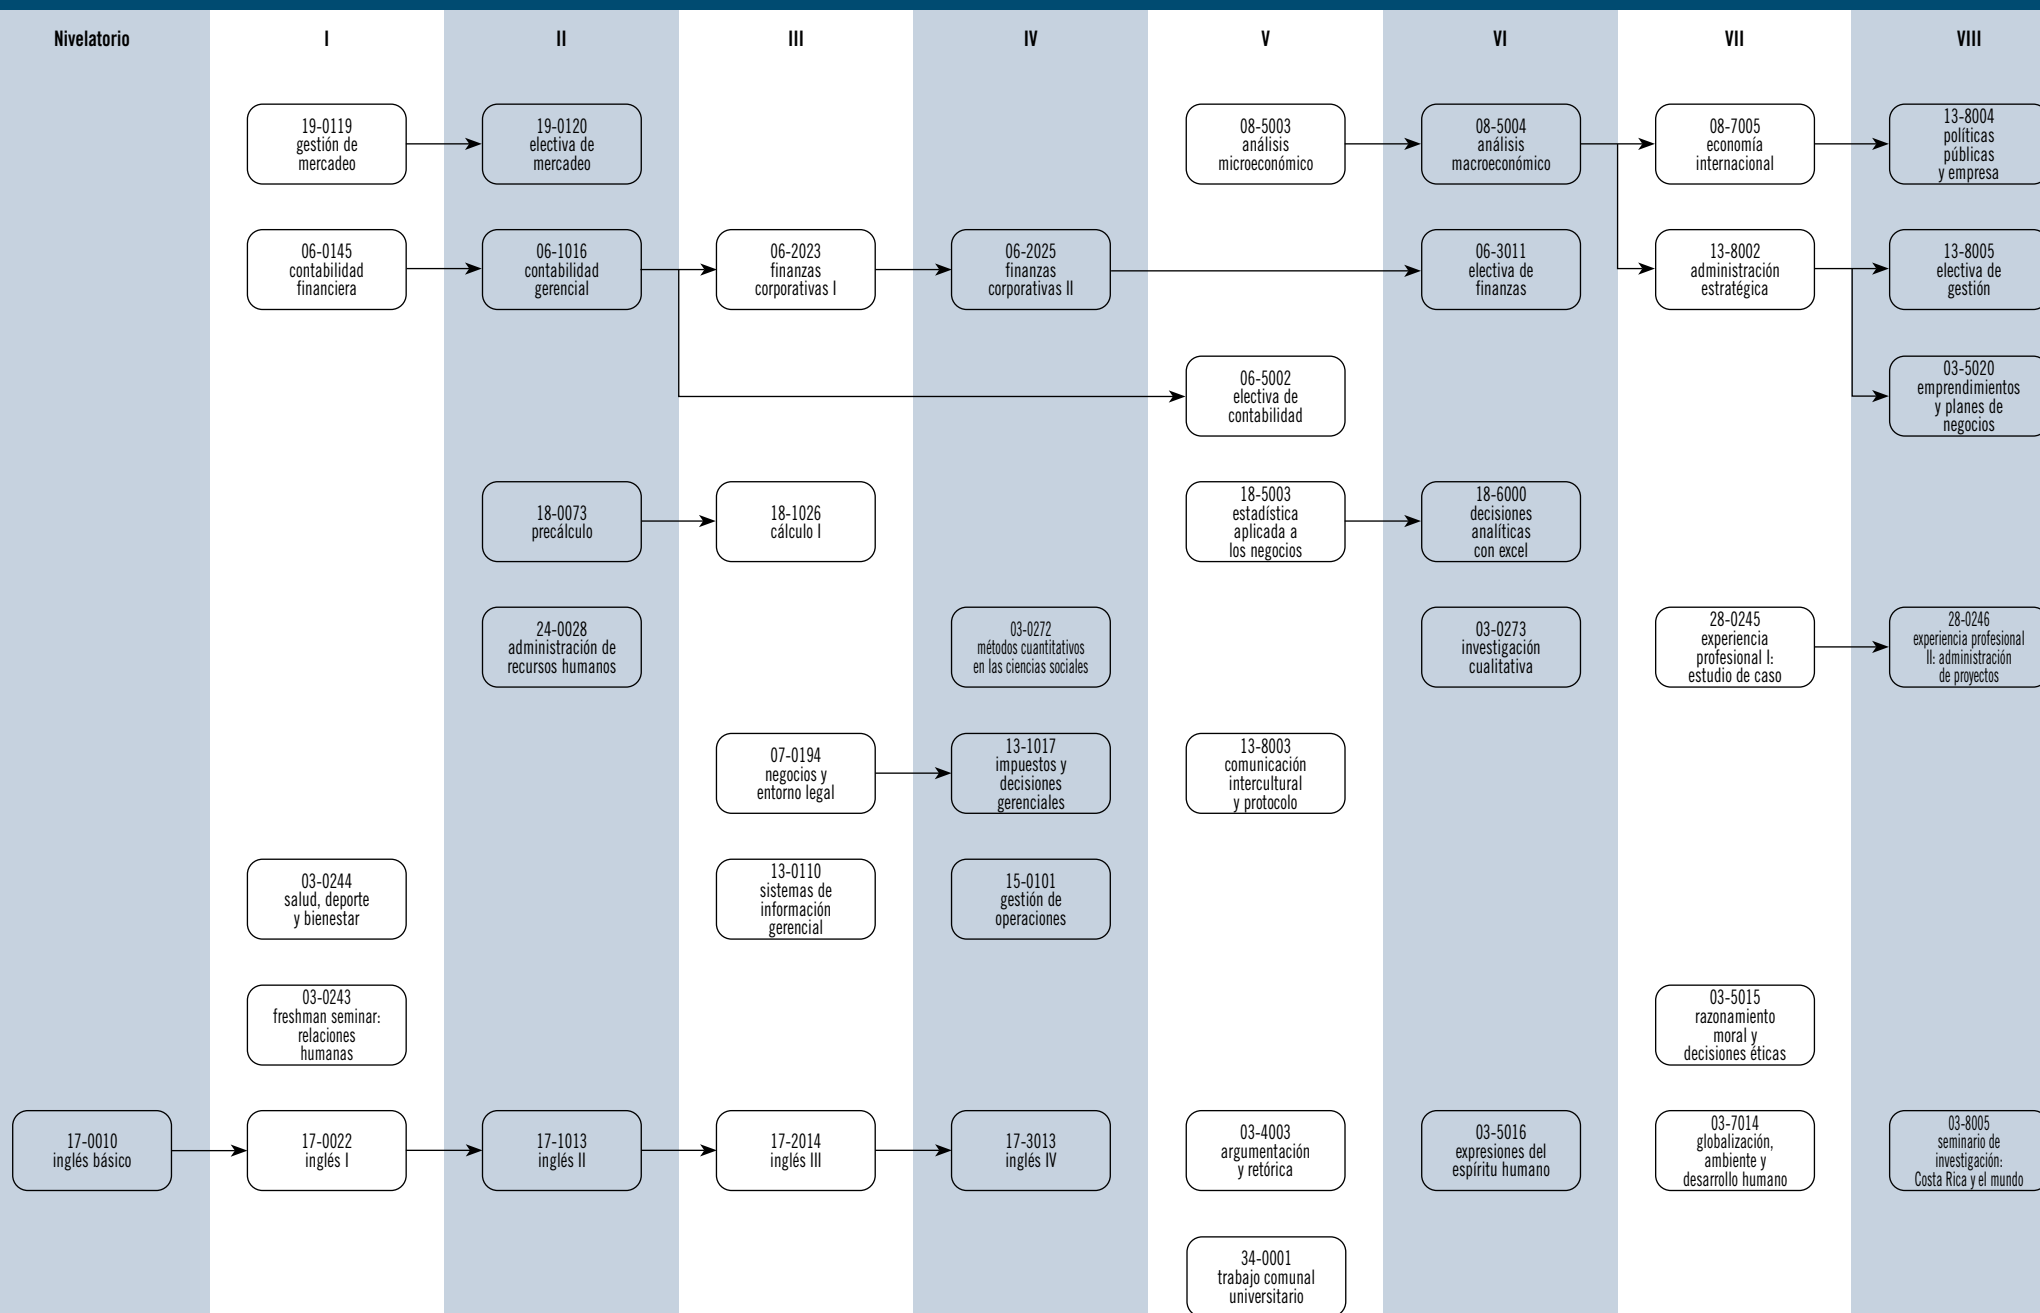 Nivelatorio
I
II
III
IV
V
VI
VII
VIII
19-0119
gestión de
mercadeo
19-0120
electiva de
mercadeo
08-5003
análisis
microeconómico
08-5004
análisis
macroeconómico
08-7005
economía
internacional
13-8004
políticas
públicas
y empresa
06-0145
contabilidad
financiera
06-1016
contabilidad
gerencial
06-2023
finanzas
corporativas I
06-2025
finanzas
corporativas II
06-3011
electiva de
finanzas
13-8002
administración
estratégica
13-8005
electiva de
gestión
06-5002
electiva de
contabilidad
03-5020
emprendimientos
y planes de
negocios
18-0073
precálculo
18-1026
cálculo I
18-5003
estadística
aplicada a
los negocios
18-6000
decisiones
analíticas
con excel
24-0028
administración de
recursos humanos
03-0272
métodos cuantitativos
en las ciencias sociales
03-0273
investigación
cualitativa
28-0245
experiencia
profesional I:
estudio de caso
28-0246
experiencia profesional
II: administración
de proyectos
07-0194
negocios y
entorno legal
13-1017
impuestos y
decisiones
gerenciales
13-8003
comunicación
intercultural
y protocolo
03-0244
salud, deporte
y bienestar
13-0110
sistemas de
información
gerencial
15-0101
gestión de
operaciones
03-0243
freshman seminar:
relaciones
humanas
03-5015
razonamiento
moral y
decisiones éticas
17-0010
inglés básico
17-0022
inglés I
17-1013
inglés II
17-2014
inglés III
17-3013
inglés IV
03-4003
argumentación
y retórica
03-5016
expresiones del
espíritu humano
03-7014
globalización,
ambiente y
desarrollo humano
03-8005
seminario de
investigación:
Costa Rica y el mundo
34-0001
trabajo comunal
universitario